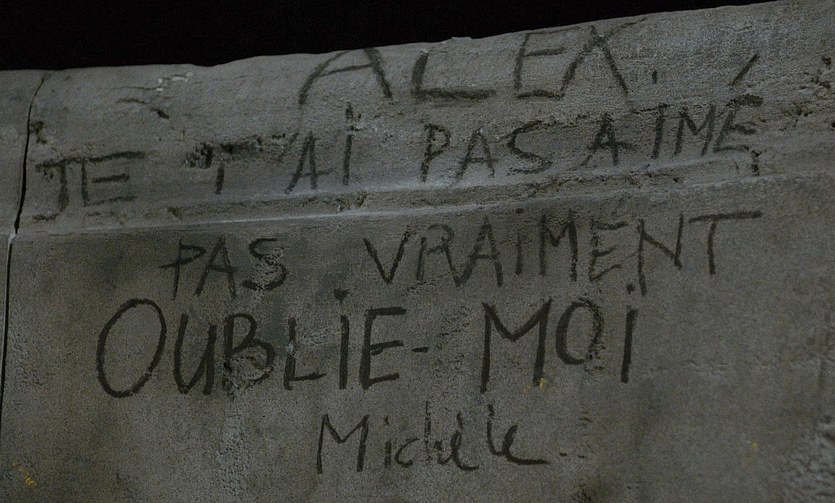 ALEX.
JE T'AI PAS AIMÉ
PAS VRAIMENT
OUBLIE-MOI
Michèle